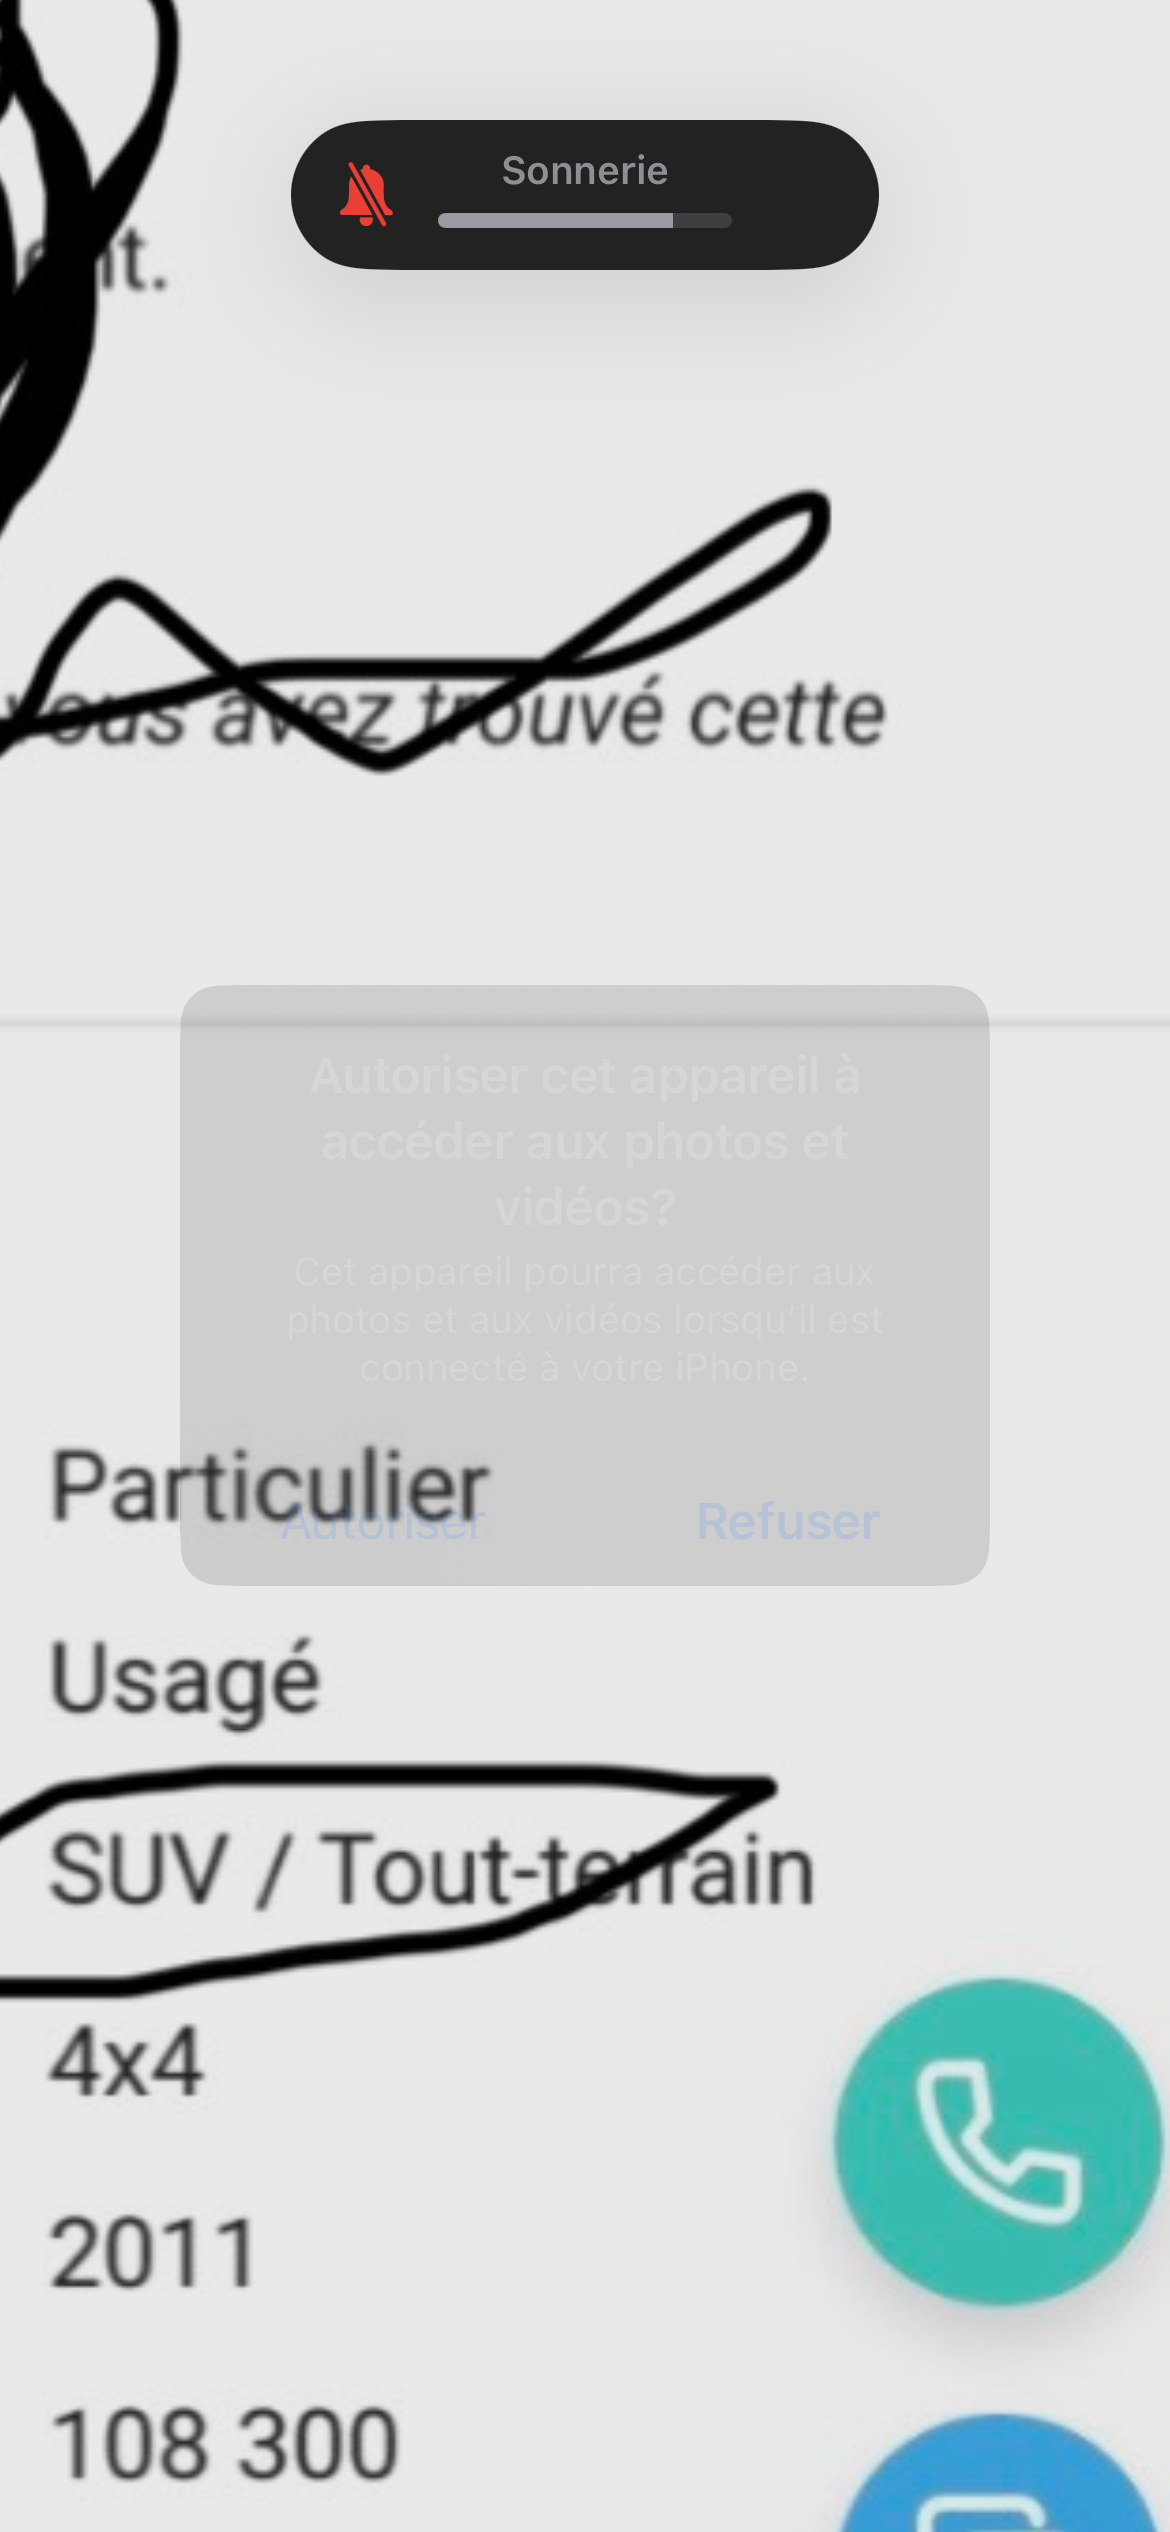 Sonnerie
ent.
vous avez trouvé cette
Autoriser cet appareil à
accéder aux photos et
vidéos?
Cet appareil pourra accéder aux
photos et aux vidéos lorsqu'il est
connecté à votre iPhone.
Particulier
Autoriser Refuser
Usagé
SUV / Tout-terrain
4x4
2011
108 300